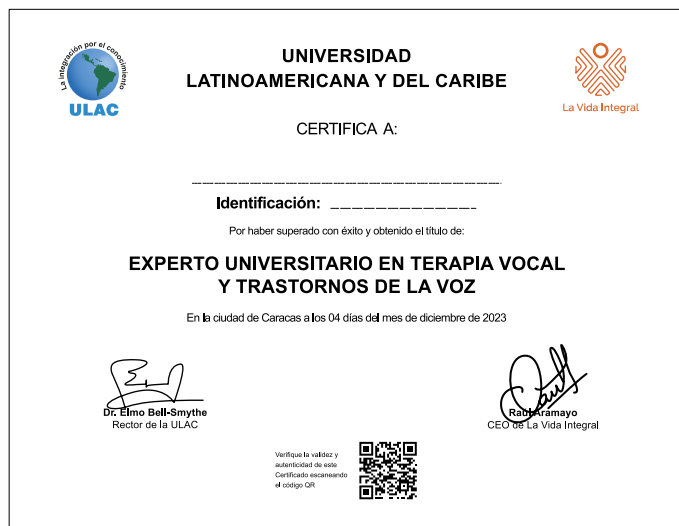 La integración por el conocimiento
ULAC
UNIVERSIDAD
LATINOAMERICANA Y DEL CARIBE
La Vida Integral
CERTIFICA A:
Identificación:
Por haber superado con éxito y obtenido el título de:
EXPERTO UNIVERSITARIO EN TERAPIA VOCAL
Y TRASTORNOS DE LA VOZ
En la ciudad de Caracas a los 04 días del mes de diciembre de 2023
Dr. Elmo Bell-Smythe
Rector de la ULAC
Raúl Aramayo
CEO de La Vida Integral
Verifique la validez y
autenticidad de este
Certificado escaneando
el código QR